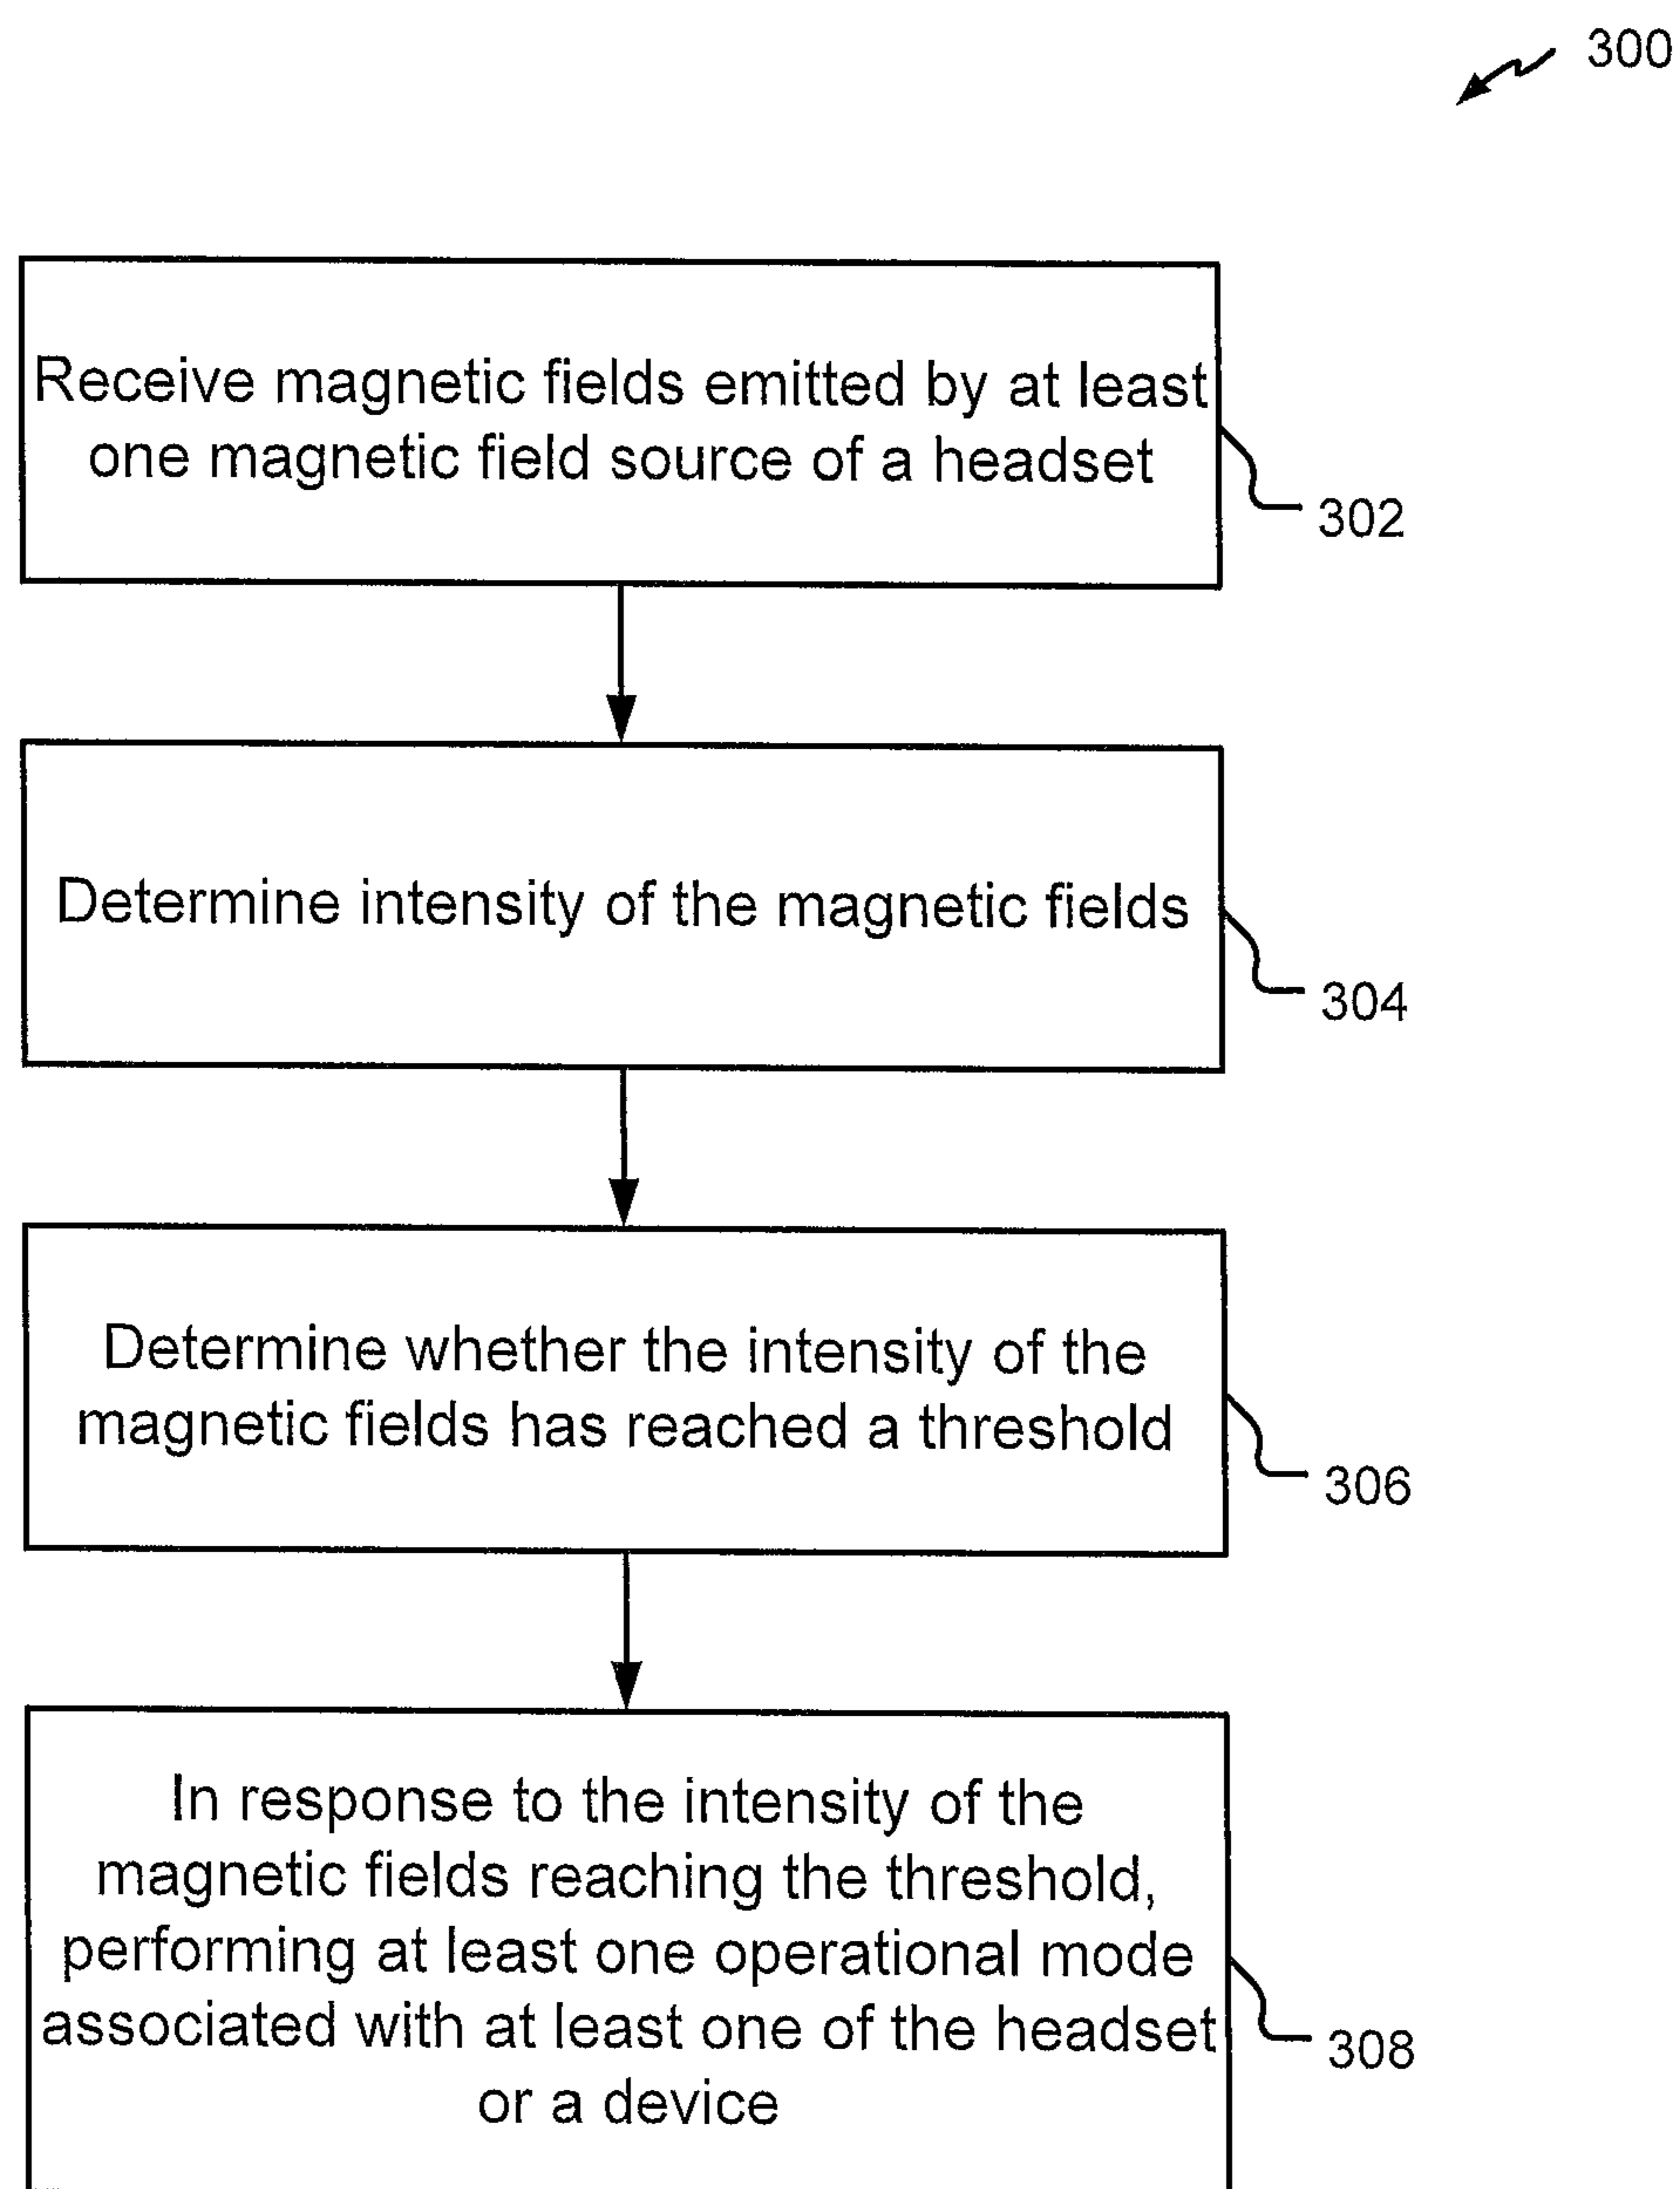 300
Receive magnetic fields emitted by at least
one magnetic field source of a headset
302
Determine intensity of the magnetic fields
304
Determine whether the intensity of the
magnetic fields has reached a threshold
306
In response to the intensity of the
magnetic fields reaching the threshold,
performing at least one operational mode
associated with at least one of the headset
or a device
308